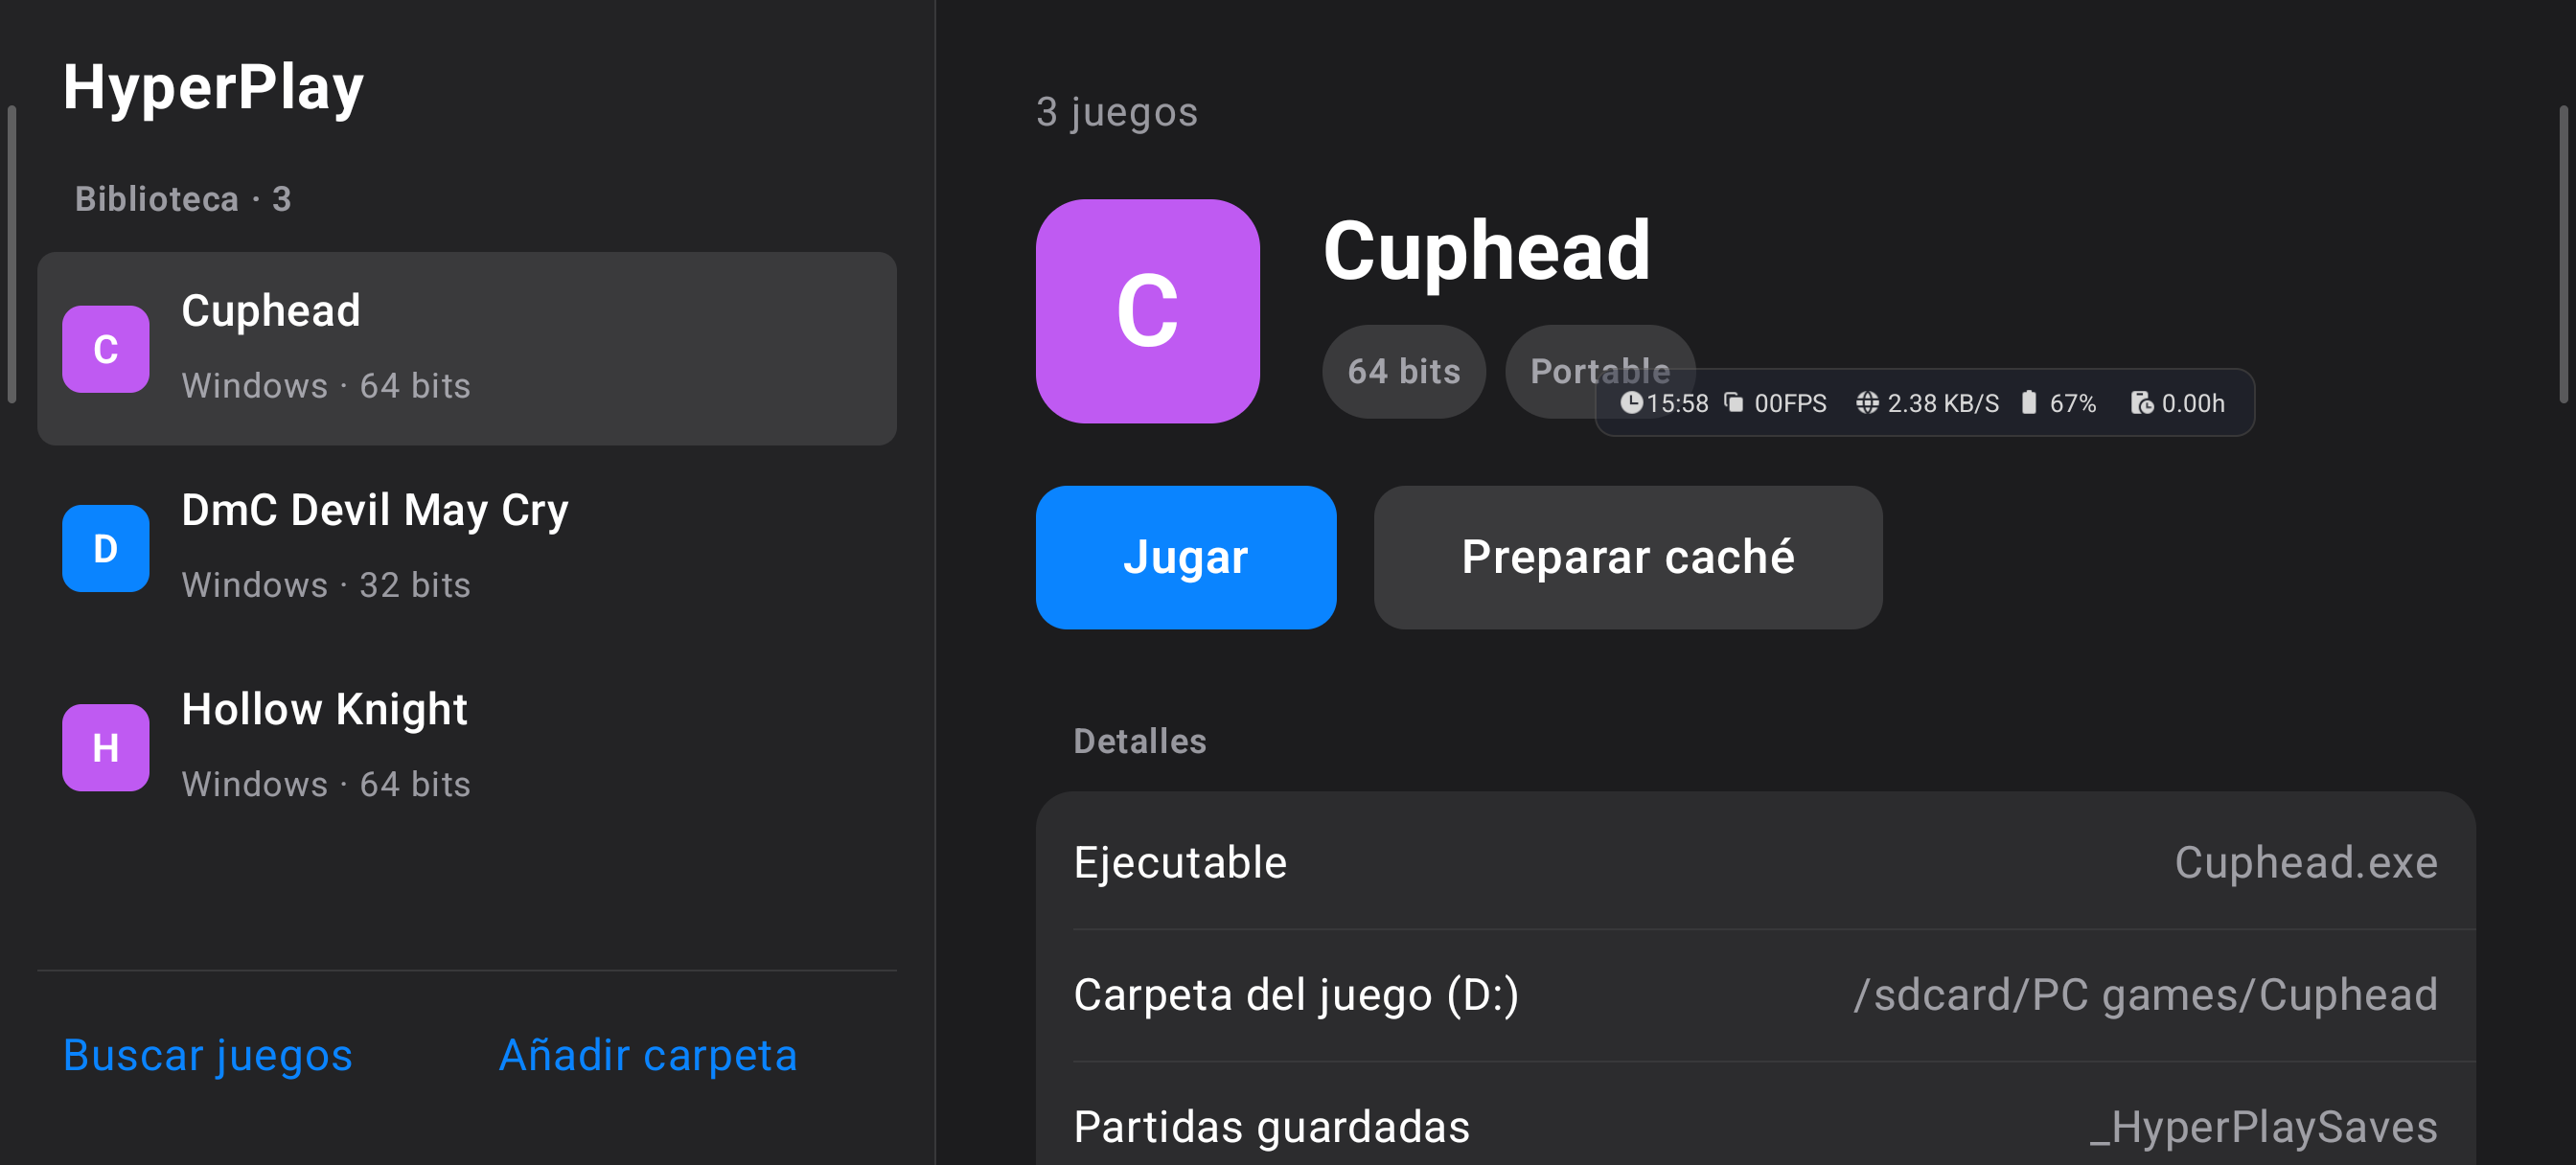 HyperPlay
Biblioteca · 3
C
Cuphead
Windows · 64 bits
D
DmC Devil May Cry
Windows · 32 bits
H
Hollow Knight
Windows · 64 bits
Buscar juegos
Añadir carpeta
3 juegos
C
Cuphead
64 bits
Portable
15:58 00FPS 2.38 KB/S 67% 0.00h
Jugar
Preparar caché
Detalles
Ejecutable Cuphead.exe
Carpeta del juego (D:) /sdcard/PC games/Cuphead
Partidas guardadas _HyperPlaySaves